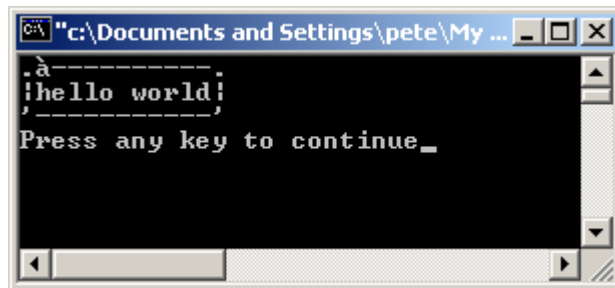 "c:\Documents and Settings\pete\My ...
.à----------.
¦hello world¦
'-----------'
Press any key to continue_